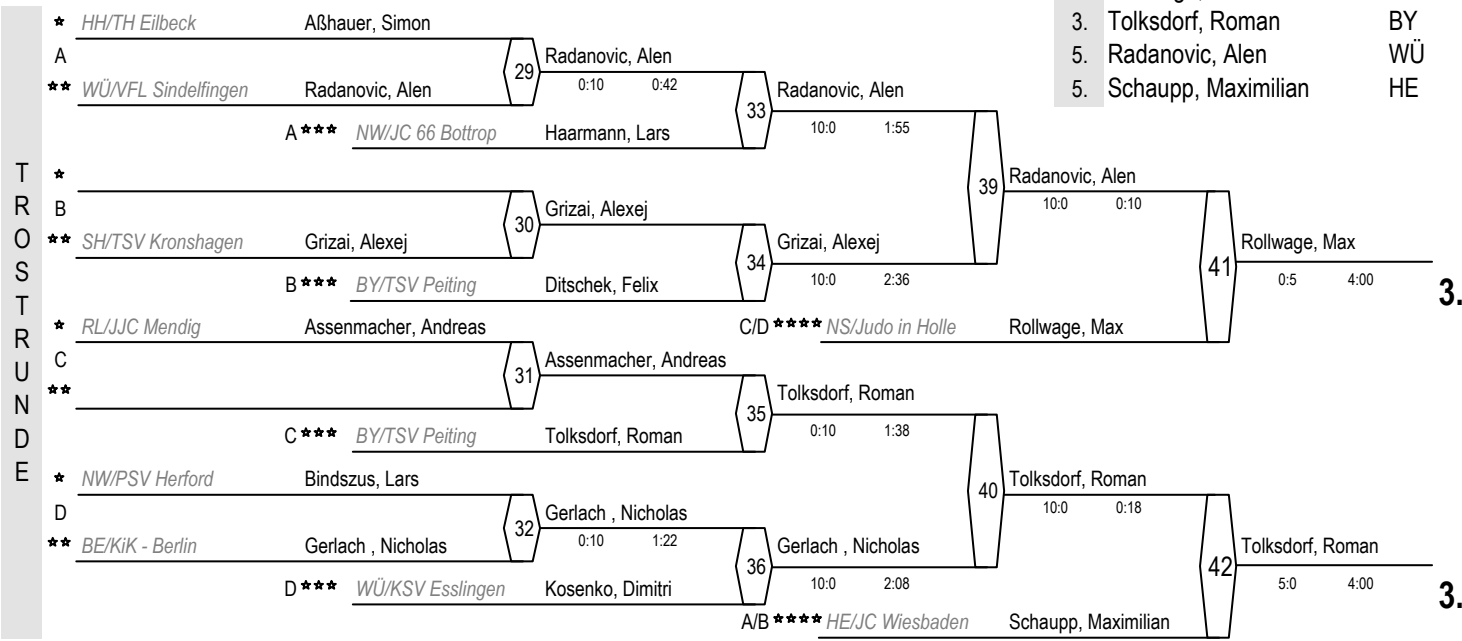 3. Tolksdorf, Roman BY
5. Radanovic, Alen WÜ
5. Schaupp, Maximilian HE
TROSTRUNDE
* HH/TH Eilbeck Aßhauer, Simon
A
** WÜ/VFL Sindelfingen Radanovic, Alen
29 Radanovic, Alen
0:10 0:42
A *** NW/JC 66 Bottrop Haarmann, Lars
33 Radanovic, Alen
10:0 1:55
*
B
** SH/TSV Kronshagen Grizai, Alexej
30 Grizai, Alexej
B *** BY/TSV Peiting Ditschek, Felix
34 Grizai, Alexej
10:0 2:36
39 Radanovic, Alen
10:0 0:10
C/D **** NS/Judo in Holle Rollwage, Max
41 Rollwage, Max
0:5 4:00
3.
* RL/JJC Mendig Assenmacher, Andreas
C
**
31 Assenmacher, Andreas
C *** BY/TSV Peiting Tolksdorf, Roman
35 Tolksdorf, Roman
0:10 1:38
* NW/PSV Herford Bindszus, Lars
D
** BE/KiK - Berlin Gerlach , Nicholas
32 Gerlach , Nicholas
0:10 1:22
D *** WÜ/KSV Esslingen Kosenko, Dimitri
36 Gerlach , Nicholas
10:0 2:08
40 Tolksdorf, Roman
10:0 0:18
A/B **** HE/JC Wiesbaden Schaupp, Maximilian
42 Tolksdorf, Roman
5:0 4:00
3.